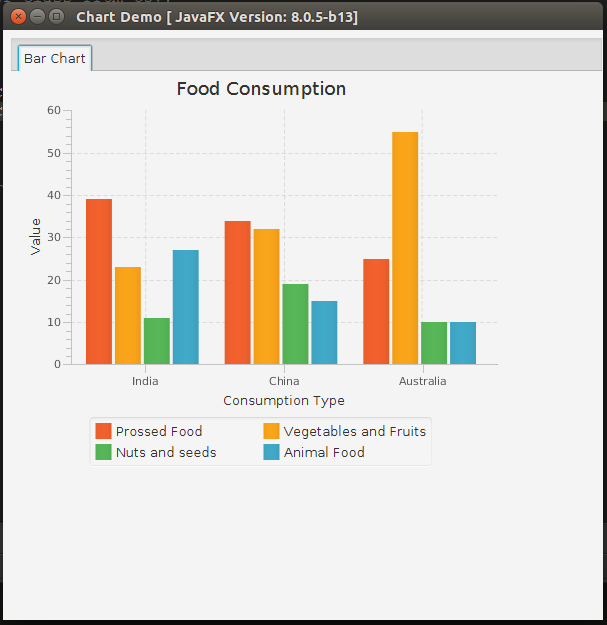 Chart Demo [ JavaFX Version: 8.0.5-b13]
Bar Chart
Food Consumption
60
50
40
30
20
10
0
Value
India China Australia
Consumption Type
Prossed Food Vegetables and Fruits
Nuts and seeds Animal Food